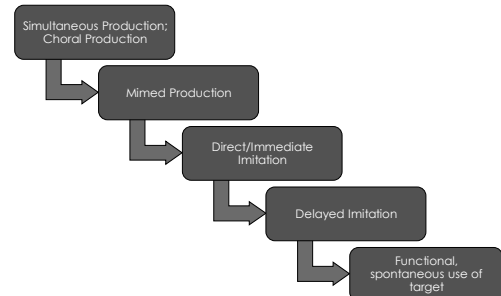 Simultaneous Production;
Choral Production
Mimed Production
Direct/Immediate
Imitation
Delayed Imitation
Functional,
spontaneous use of
target